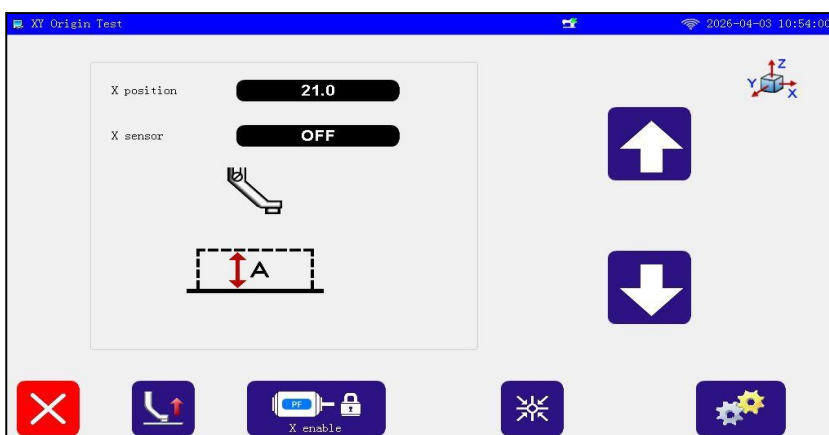 XY Origin Test
2026-04-03 10:54:00
Z
Y
X
X position
21.0
X sensor
OFF
A
PF
X enable